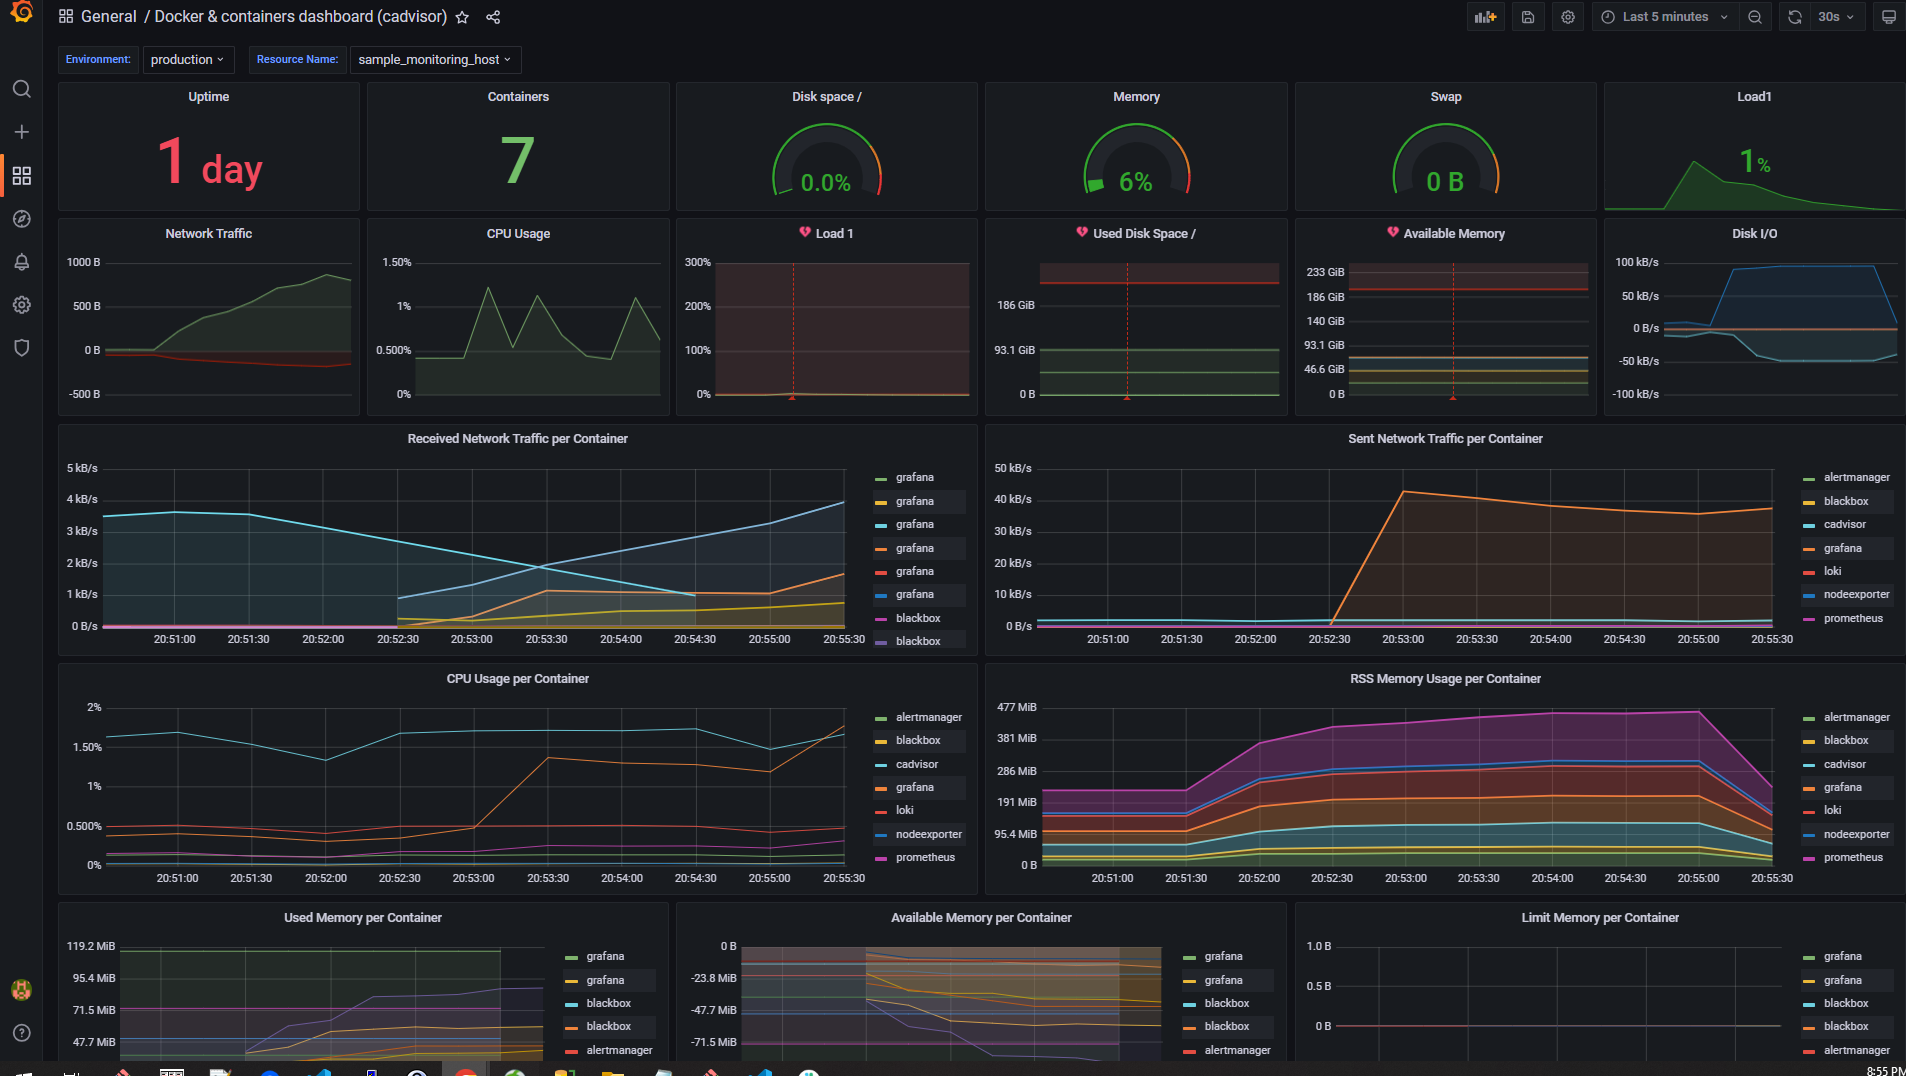 General / Docker & containers dashboard (cadvisor)
Last 5 minutes
30s
Environment: production
Resource Name: sample_monitoring_host
Uptime
1 day
Containers
7
Disk space /
0.0%
Memory
6%
Swap
0 B
Load1
1%
Network Traffic
1000 B
500 B
0 B
-500 B
CPU Usage
1.50%
1%
0.500%
0%
Load 1
300%
200%
100%
0%
Used Disk Space /
186 GiB
93.1 GiB
0 B
Available Memory
233 GiB
186 GiB
140 GiB
93.1 GiB
46.6 GiB
0 B
Disk I/O
100 kB/s
50 kB/s
0 B/s
-50 kB/s
-100 kB/s
Received Network Traffic per Container
5 kB/s
4 kB/s
3 kB/s
2 kB/s
1 kB/s
0 B/s
20:51:00 20:51:30 20:52:00 20:52:30 20:53:00 20:53:30 20:54:00 20:54:30 20:55:00 20:55:30
grafana
grafana
grafana
grafana
grafana
grafana
blackbox
blackbox
Sent Network Traffic per Container
50 kB/s
40 kB/s
30 kB/s
20 kB/s
10 kB/s
0 B/s
20:51:00 20:51:30 20:52:00 20:52:30 20:53:00 20:53:30 20:54:00 20:54:30 20:55:00 20:55:30
alertmanager
blackbox
cadvisor
grafana
loki
nodeexporter
prometheus
CPU Usage per Container
2%
1.50%
1%
0.500%
0%
20:51:00 20:51:30 20:52:00 20:52:30 20:53:00 20:53:30 20:54:00 20:54:30 20:55:00 20:55:30
alertmanager
blackbox
cadvisor
grafana
loki
nodeexporter
prometheus
RSS Memory Usage per Container
477 MiB
381 MiB
286 MiB
191 MiB
95.4 MiB
0 B
20:51:00 20:51:30 20:52:00 20:52:30 20:53:00 20:53:30 20:54:00 20:54:30 20:55:00 20:55:30
alertmanager
blackbox
cadvisor
grafana
loki
nodeexporter
prometheus
Used Memory per Container
119.2 MiB
95.4 MiB
71.5 MiB
47.7 MiB
grafana
grafana
blackbox
blackbox
alertmanager
Available Memory per Container
0 B
-23.8 MiB
-47.7 MiB
-71.5 MiB
grafana
grafana
blackbox
blackbox
alertmanager
Limit Memory per Container
1.0 B
0.5 B
0 B
grafana
grafana
blackbox
blackbox
alertmanager
8:55 PM